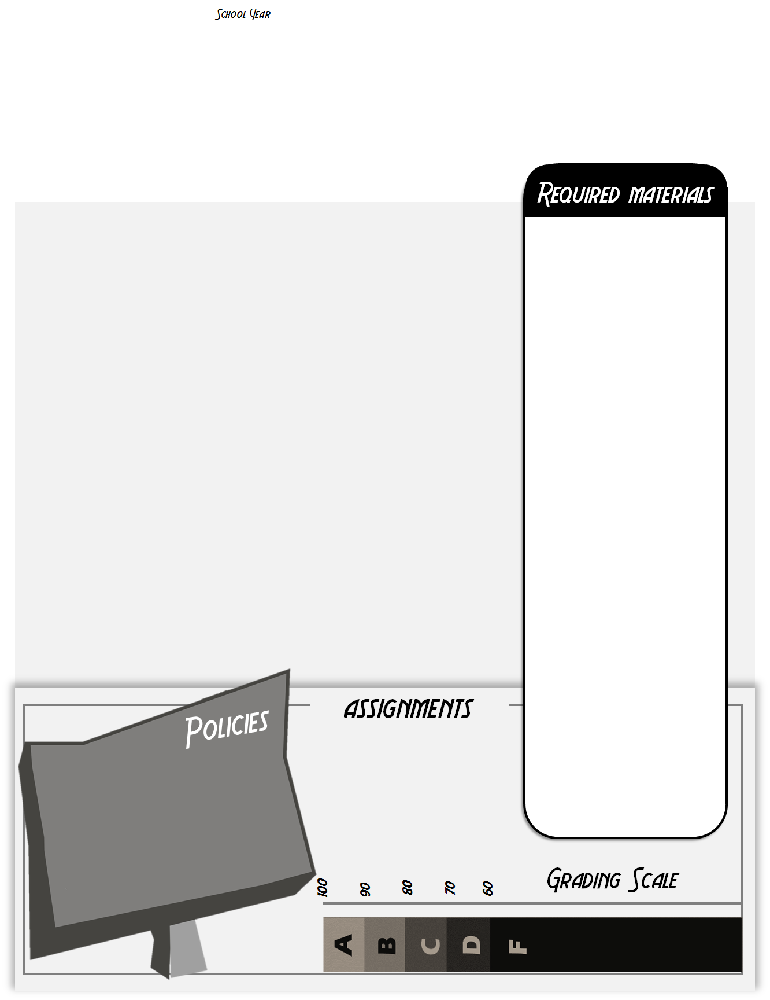 School Year
Required materials
Assignments
Policies
Grading Scale
100 90 80 70 60
A B C D F